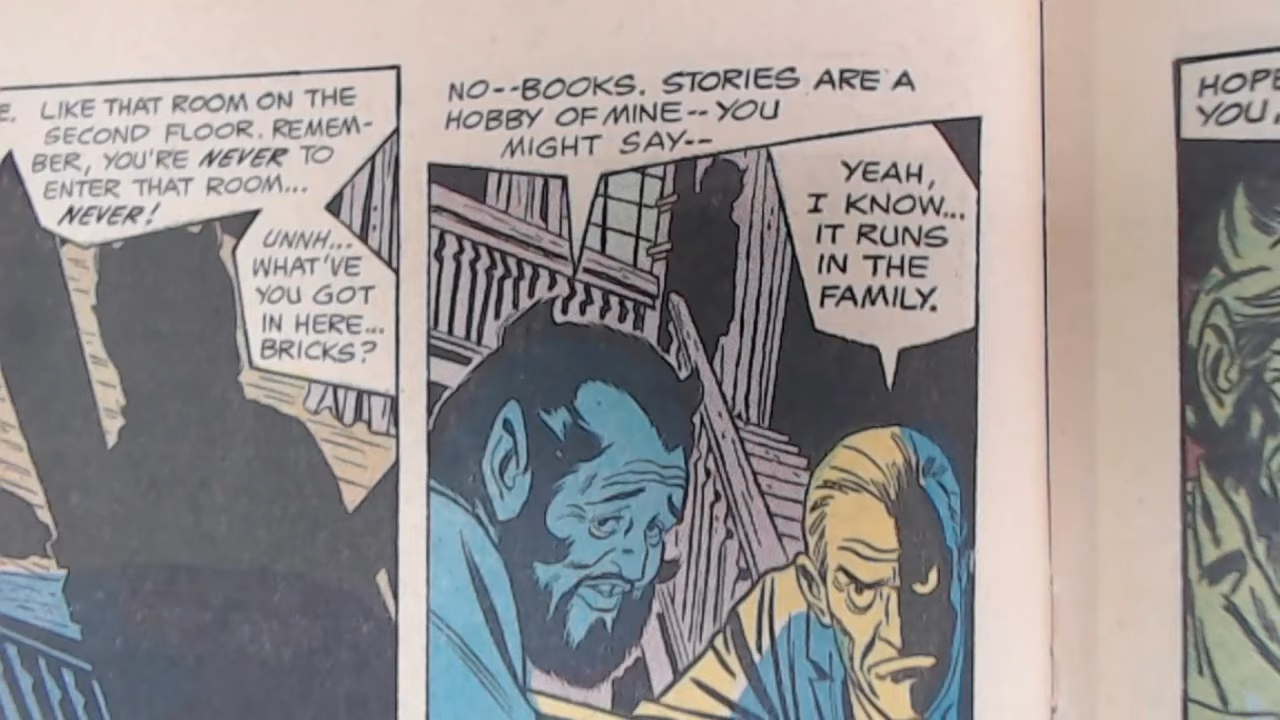 LIKE THAT ROOM ON THE
SECOND FLOOR. REMEM-
BER, YOU'RE NEVER TO
ENTER THAT ROOM...
NEVER!
UNNH...
WHAT'VE
YOU GOT
IN HERE...
BRICKS?
NO--BOOKS. STORIES ARE A
HOBBY OF MINE--YOU
MIGHT SAY--
YEAH,
I KNOW...
IT RUNS
IN THE
FAMILY.
HOPE
YOU,